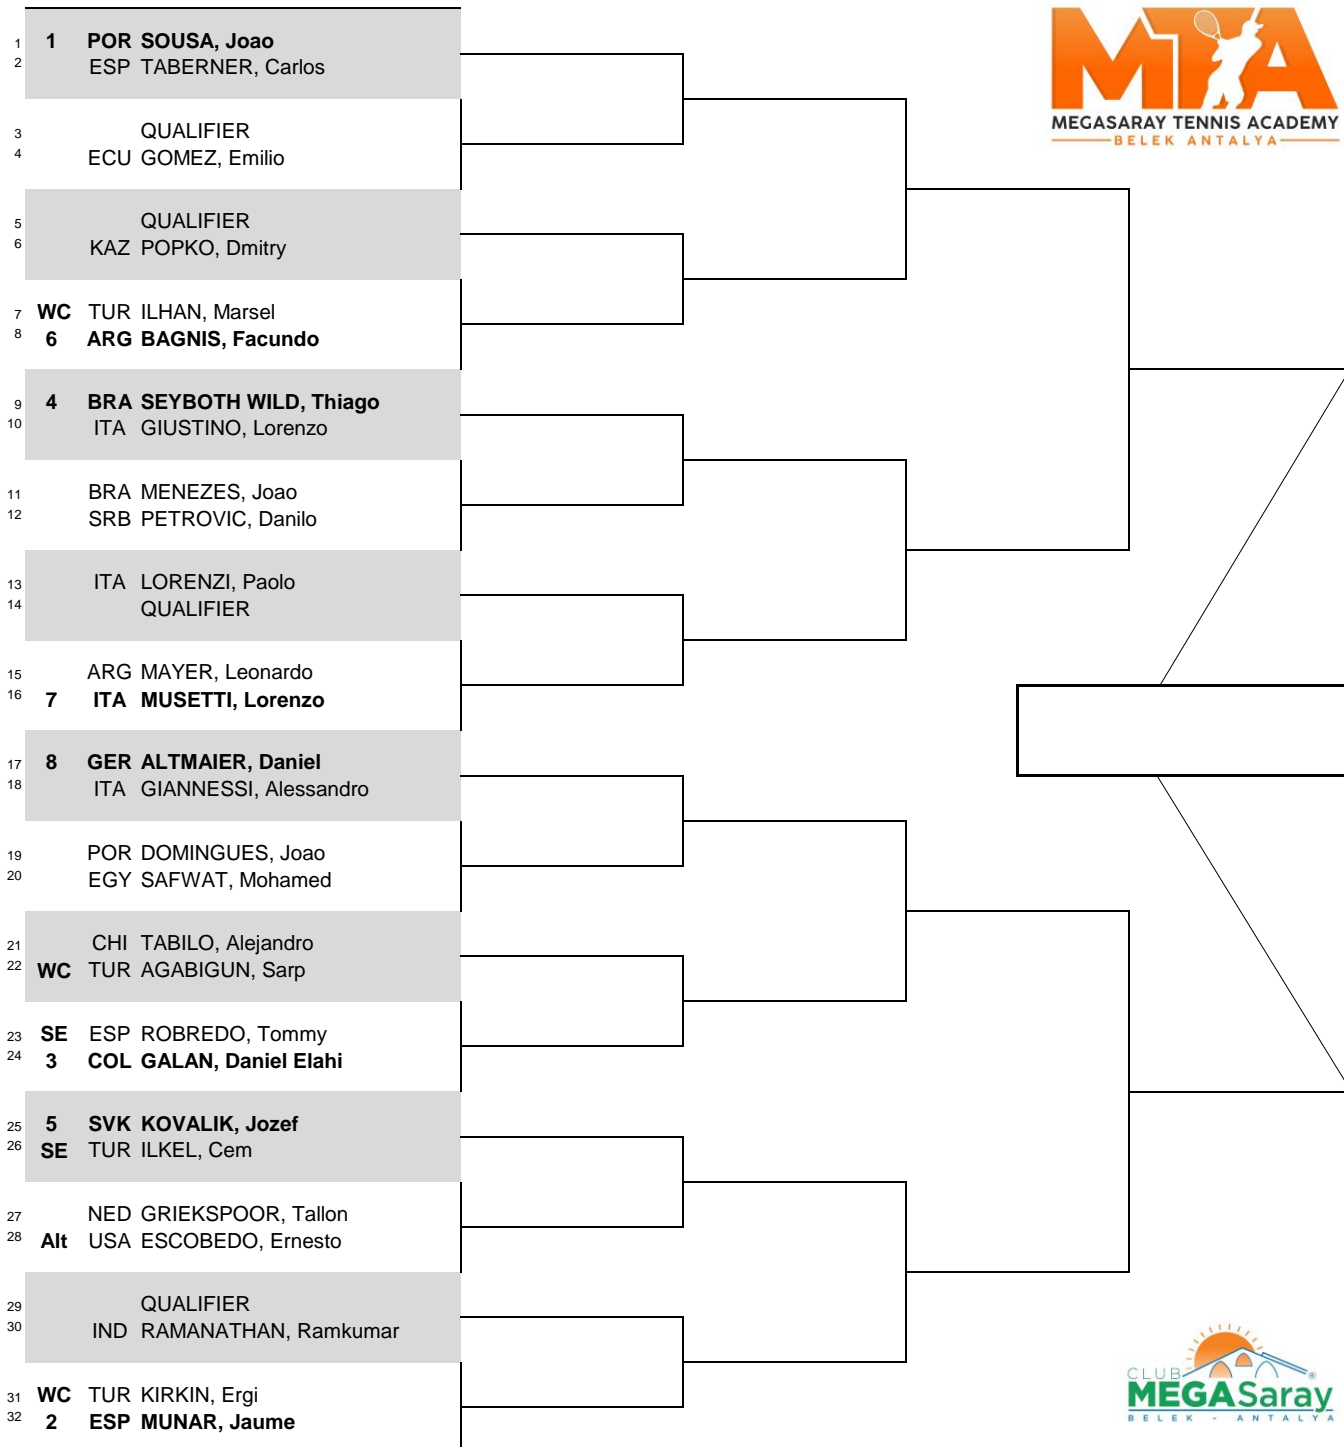 1 1 POR SOUSA, Joao
2 ESP TABERNER, Carlos
3 QUALIFIER
4 ECU GOMEZ, Emilio
5 QUALIFIER
6 KAZ POPKO, Dmitry
7 WC TUR ILHAN, Marsel
8 6 ARG BAGNIS, Facundo
9 4 BRA SEYBOTH WILD, Thiago
10 ITA GIUSTINO, Lorenzo
11 BRA MENEZES, Joao
12 SRB PETROVIC, Danilo
13 ITA LORENZI, Paolo
14 QUALIFIER
15 ARG MAYER, Leonardo
16 7 ITA MUSETTI, Lorenzo
17 8 GER ALTMAIER, Daniel
18 ITA GIANNESSI, Alessandro
19 POR DOMINGUES, Joao
20 EGY SAFWAT, Mohamed
21 CHI TABILO, Alejandro
22 WC TUR AGABIGUN, Sarp
23 SE ESP ROBREDO, Tommy
24 3 COL GALAN, Daniel Elahi
25 5 SVK KOVALIK, Jozef
26 SE TUR ILKEL, Cem
27 NED GRIEKSPOOR, Tallon
28 Alt USA ESCOBEDO, Ernesto
29 QUALIFIER
30 IND RAMANATHAN, Ramkumar
31 WC TUR KIRKIN, Ergi
32 2 ESP MUNAR, Jaume
MTA
MEGASARAY TENNIS ACADEMY
BELEK ANTALYA
CLUB
MEGASaray
BELEK - ANTALYA